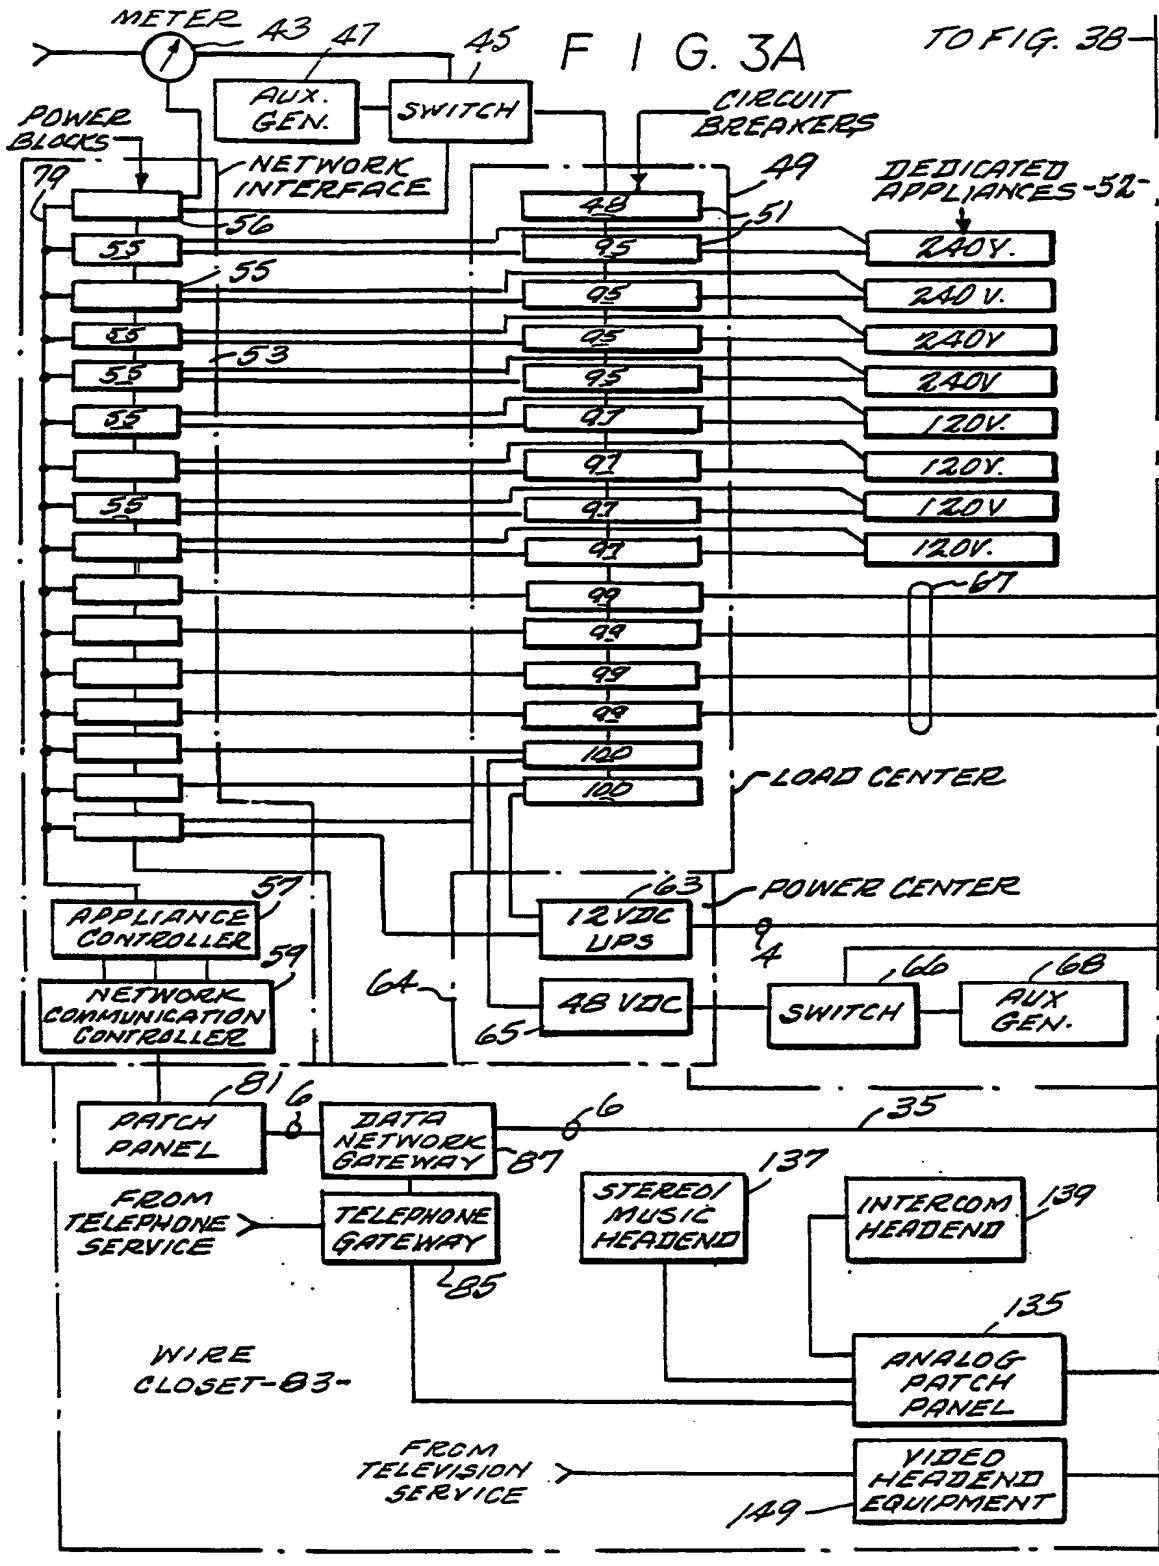 METER
43
47
45
F I G. 3A
TO FIG. 3B
AUX.
GEN.
SWITCH
CIRCUIT
BREAKERS
POWER
BLOCKS
NETWORK
INTERFACE
79
49
DEDICATED
APPLIANCES-52-
56
48
51
55
95
240V.
55
95
240V.
55
53
95
240V
55
95
240V
55
97
120V.
97
120V.
55
97
120V
97
120V.
99
67
99
99
99
100
100
LOAD CENTER
57
63
POWER CENTER
APPLIANCE
CONTROLLER
12VDC
UPS
4
59
64
66
68
NETWORK
COMMUNICATION
CONTROLLER
48 VDC
65
SWITCH
AUX
GEN.
81
6
6
35
PATCH
PANEL
DATA
NETWORK
GATEWAY
87
137
FROM
TELEPHONE
SERVICE
TELEPHONE
GATEWAY
85
STEREO/
MUSIC
HEADEND
INTERCOM
HEADEND
139
135
WIRE
CLOSET-83-
ANALOG
PATCH
PANEL
FROM
TELEVISION
SERVICE
VIDEO
HEADEND
EQUIPMENT
149